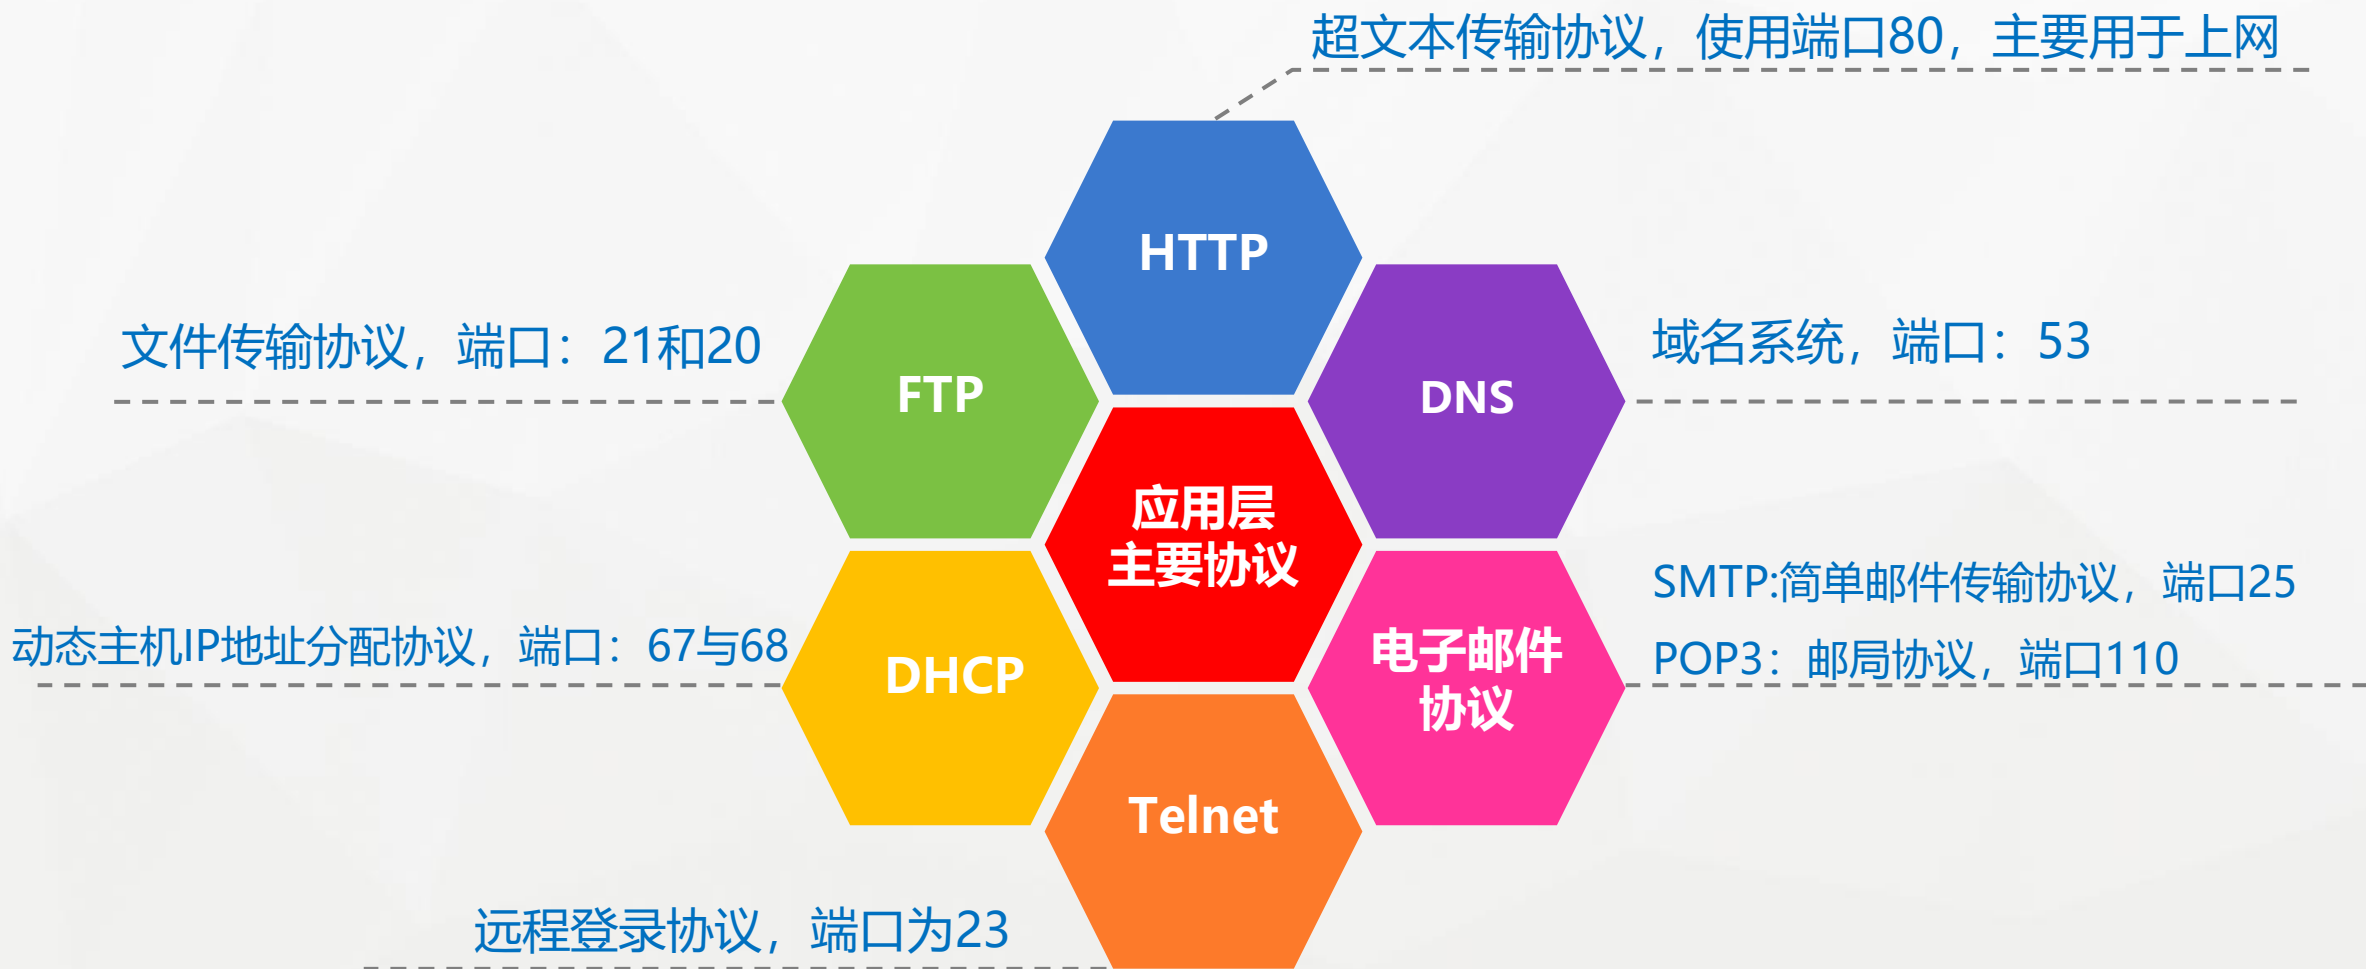 超文本传输协议，使用端口80，主要用于上网
HTTP
文件传输协议，端口：21和20
FTP
域名系统，端口：53
DNS
应用层
主要协议
动态主机IP地址分配协议，端口：67与68
DHCP
SMTP:简单邮件传输协议，端口25
POP3：邮局协议，端口110
电子邮件
协议
Telnet
远程登录协议，端口为23